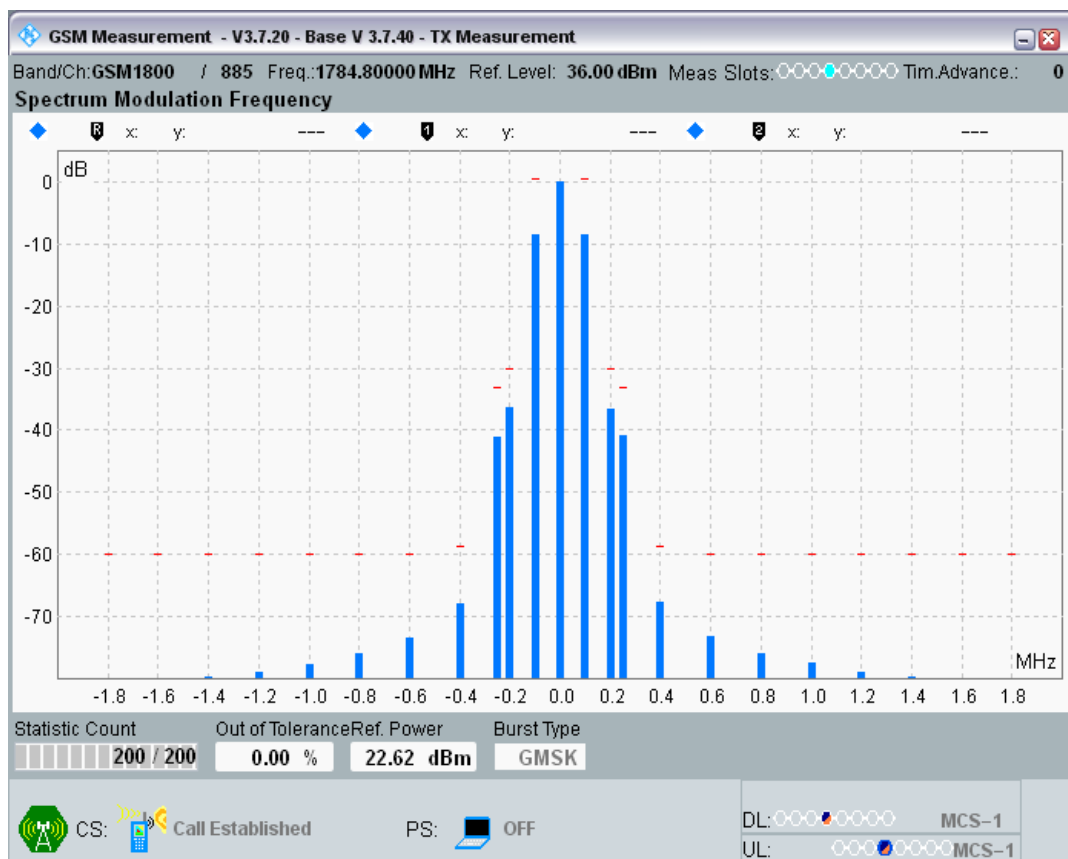 GSM Measurement - V3.7.20 - Base V 3.7.40 - TX Measurement
Band/Ch:GSM1800 / 885 Freq.:1784.80000 MHz Ref. Level: 36.00 dBm Meas Slots: Tim.Advance.: 0
Spectrum Modulation Frequency
R x: y: --- 1 x: y: --- 2 x: y: ---
dB
0
-10
-20
-30
-40
-50
-60
-70
MHz
-1.8 -1.6 -1.4 -1.2 -1.0 -0.8 -0.6 -0.4 -0.2 0.0 0.2 0.4 0.6 0.8 1.0 1.2 1.4 1.6 1.8
Statistic Count Out of Tolerance Ref. Power Burst Type
200 / 200 0.00 % 22.62 dBm GMSK
CS: Call Established PS: OFF
DL: MCS-1
UL: MCS-1